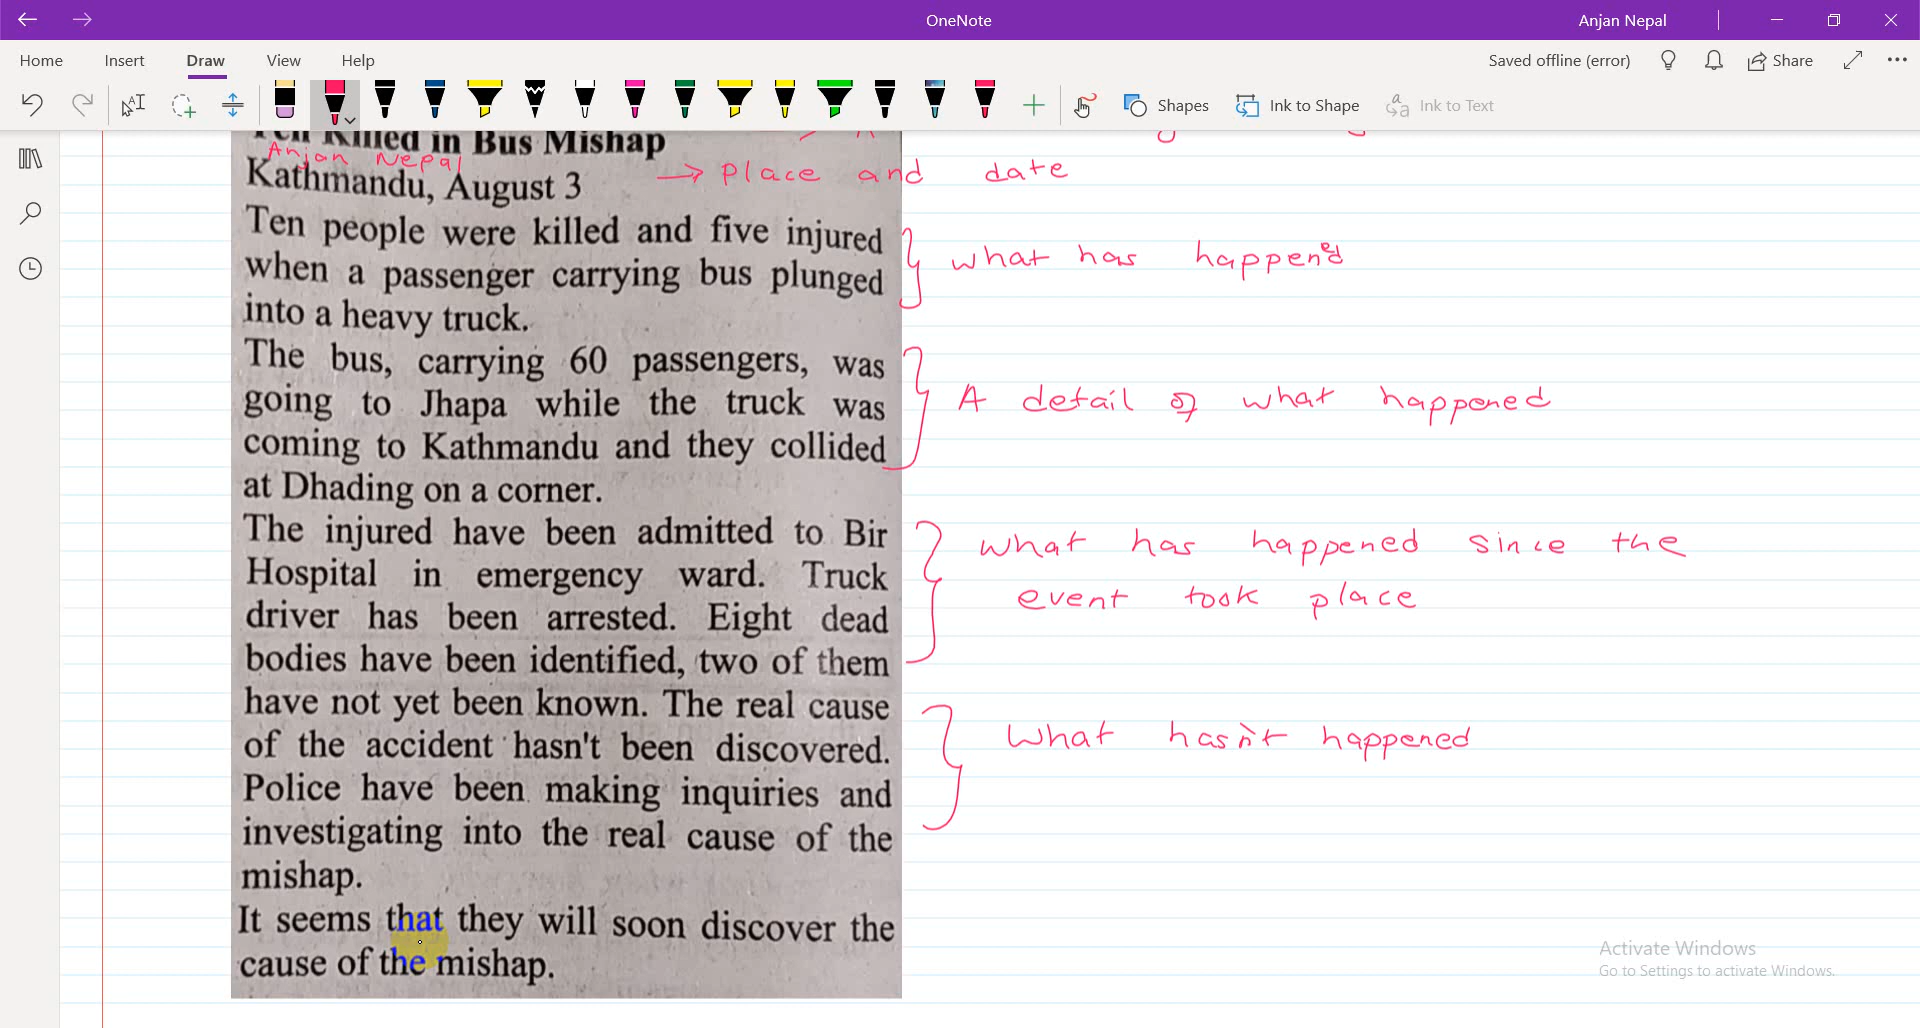 OneNote
Anjan Nepal
Home Insert Draw View Help
Saved offline (error) Share
Shapes Ink to Shape Ink to Text
Ten Killed in Bus Mishap
Anjan Nepal
Kathmandu, August 3
→ Place and date
Ten people were killed and five injured
when a passenger carrying bus plunged
into a heavy truck.
what has happened
The bus, carrying 60 passengers, was
going to Jhapa while the truck was
coming to Kathmandu and they collided
at Dhading on a corner.
A detail of what happened
The injured have been admitted to Bir
Hospital in emergency ward. Truck
driver has been arrested. Eight dead
bodies have been identified, two of them
have not yet been known. The real cause
of the accident hasn't been discovered.
Police have been making inquiries and
investigating into the real cause of the
mishap.
What has happened since the
event took place
What hasn't happened
It seems that they will soon discover the
cause of the mishap.
Activate Windows
Go to Settings to activate Windows.